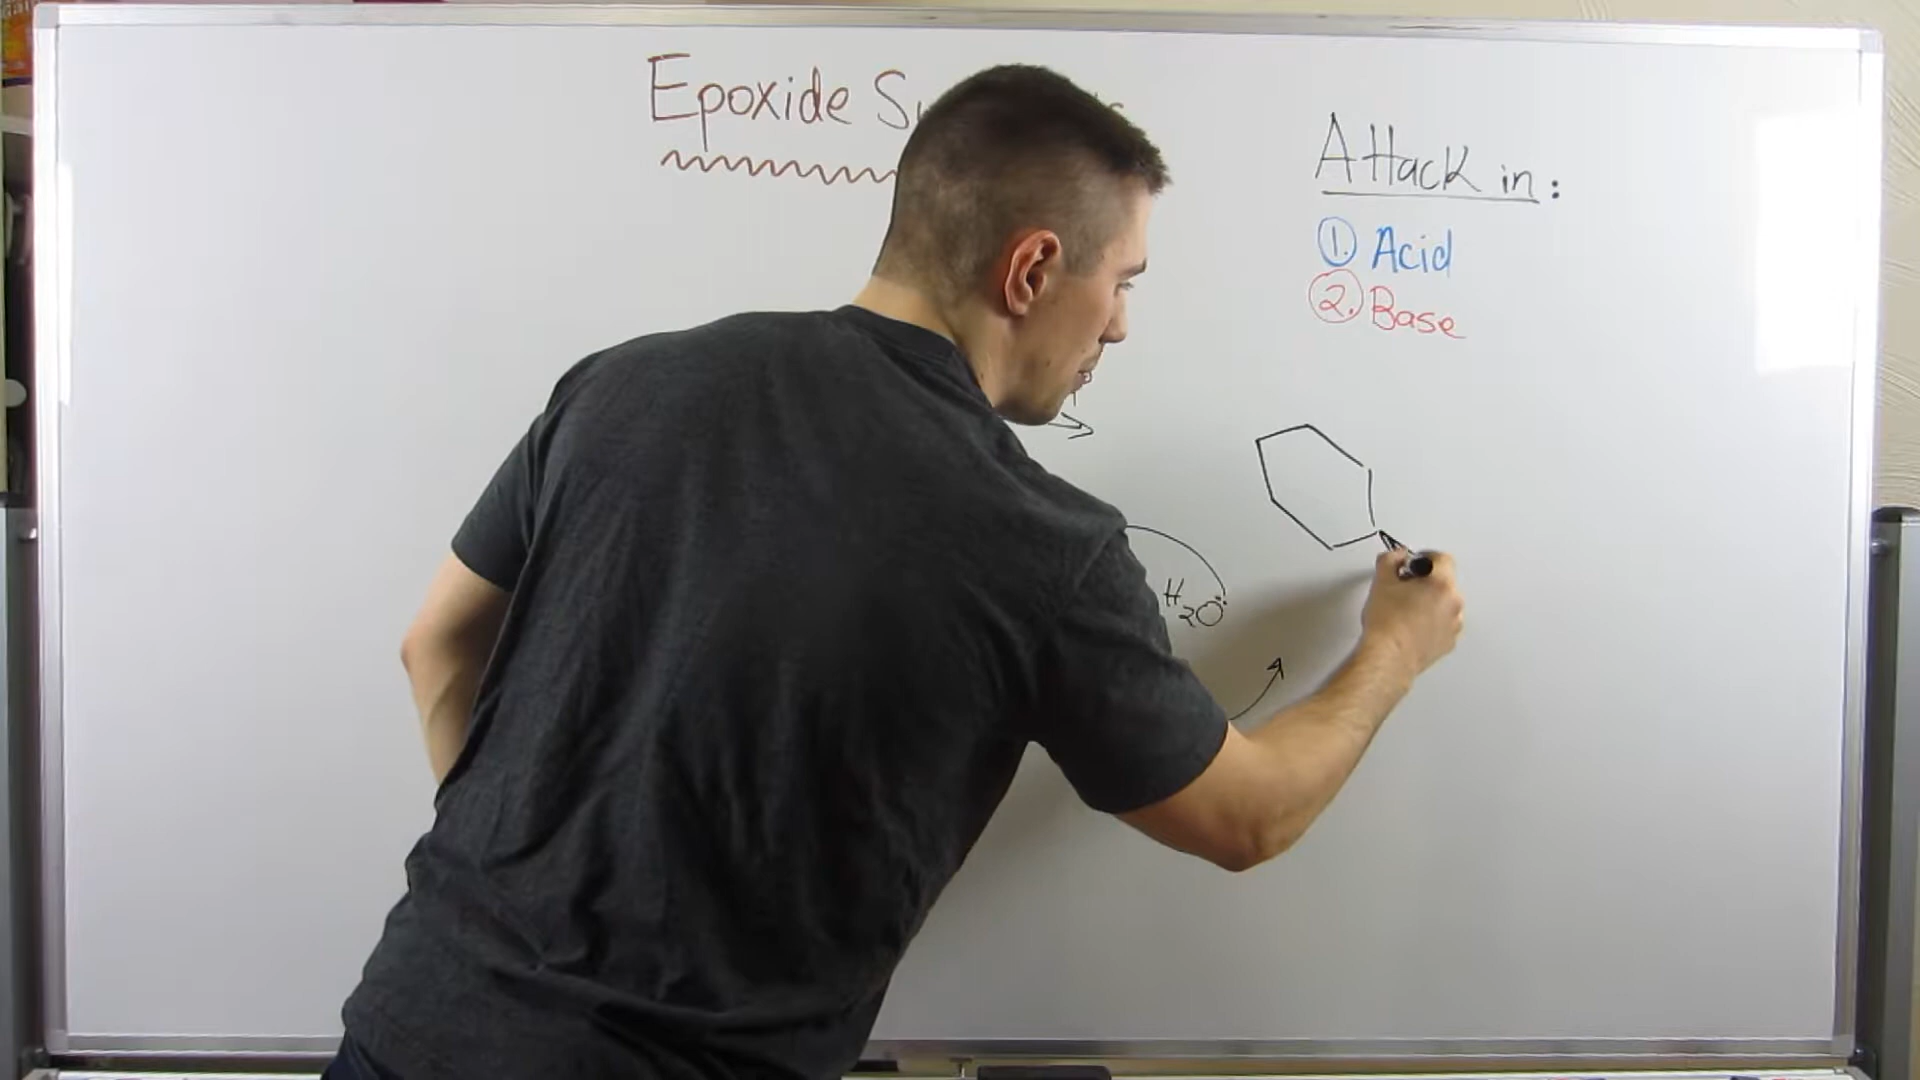 Epoxide
Attack in:
1. Acid
2. Base
H2O